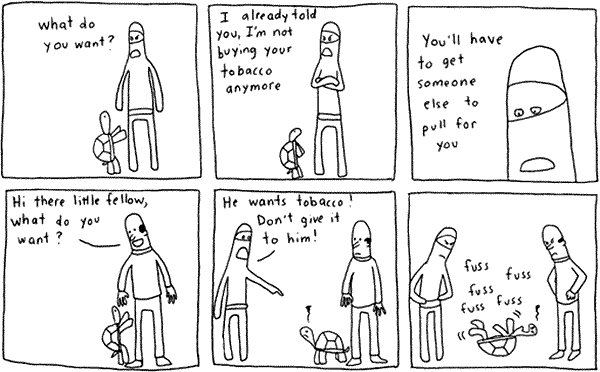 what do
you want?
I already told
you, I'm not
buying your
tobacco
anymore
You'll have
to get
someone
else to
pull for
you
Hi there little fellow,
what do you
want?
He wants tobacco!
Don't give it
to him!
fuss
fuss
fuss
fuss fuss